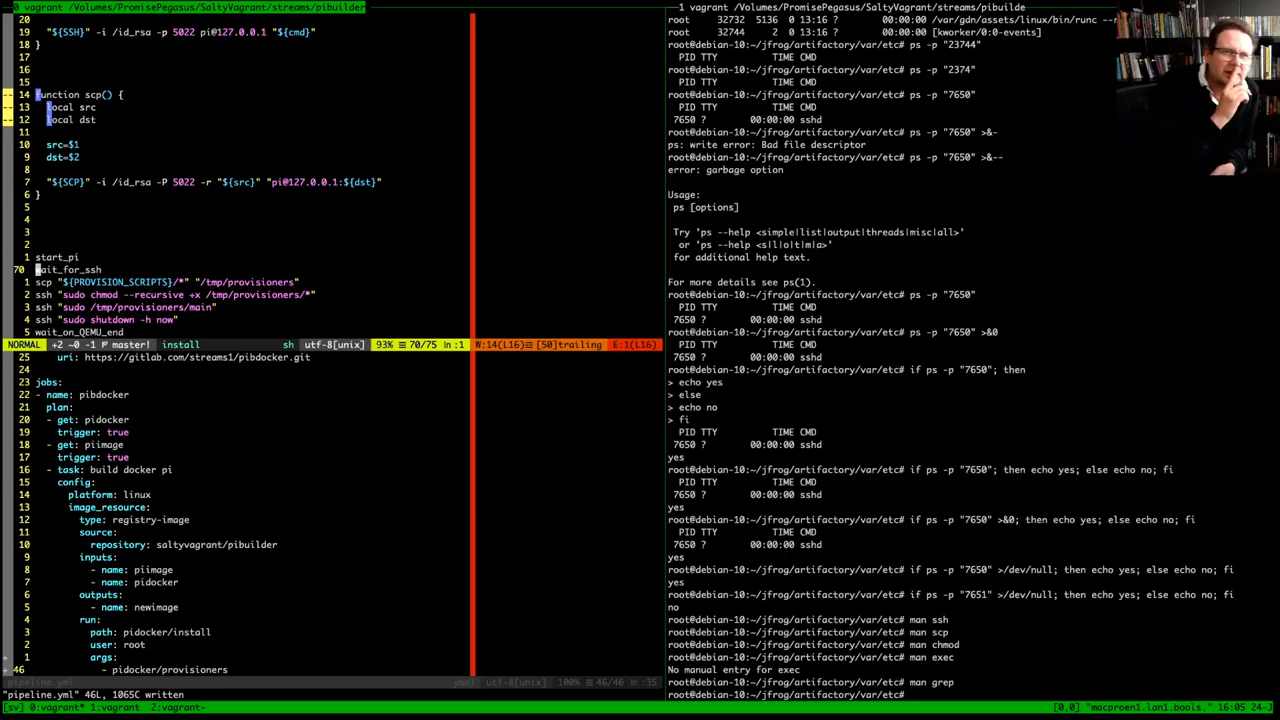 0 vagrant /Volumes/PromisePegasus/SaltyVagrant/streams/pibuilder
20
19 "${SSH}" -i /id_rsa -p 5022 pi@127.0.0.1 "${cmd}"
18 }
17
16
15
14 function scp() {
13 local src
12 local dst
11
10 src=$1
9 dst=$2
8
7 "${SCP}" -i /id_rsa -P 5022 -r "${src}" "pi@127.0.0.1:${dst}"
6 }
5
4
3
2
1 start_pi
70 wait_for_ssh
1 scp "${PROVISION_SCRIPTS}/*" "/tmp/provisioners"
2 ssh "sudo chmod --recursive +x /tmp/provisioners/*"
3 ssh "sudo /tmp/provisioners/main"
4 ssh "sudo shutdown -h now"
5 wait_on_QEMU_end
NORMAL +2 ~0 -1 master! install sh utf-8[unix] 93% 70/75 ln:1 W:14(L16) [50]trailing E:1(L16)
25 uri: https://gitlab.com/streams1/pibdocker.git
24
23 jobs:
22 - name: pibdocker
21 plan:
20 - get: pidocker
19 trigger: true
18 - get: piimage
17 trigger: true
16 - task: build docker pi
15 config:
14 platform: linux
13 image_resource:
12 type: registry-image
11 source:
10 repository: saltyvagrant/pibuilder
9 inputs:
8 - name: piimage
7 - name: pidocker
6 outputs:
5 - name: newimage
4 run:
3 path: pidocker/install
2 user: root
1 args:
46 - pidocker/provisioners
pipeline.yml yaml utf-8[unix] 100% 46/46 ln:35
"pipeline.yml" 46L, 1065C written
[sv] 0:vagrant* 1:vagrant 2:vagrant-
1 vagrant /Volumes/PromisePegasus/SaltyVagrant/streams/pibuilde
root 32732 5136 0 13:16 ? 00:00:00 /var/gdn/assets/linux/bin/runc --r
root 32744 2 0 13:16 ? 00:00:00 [kworker/0:0-events]
root@debian-10:~/jfrog/artifactory/var/etc# ps -p "23744"
PID TTY TIME CMD
root@debian-10:~/jfrog/artifactory/var/etc# ps -p "2374"
PID TTY TIME CMD
root@debian-10:~/jfrog/artifactory/var/etc# ps -p "7650"
PID TTY TIME CMD
7650 ? 00:00:00 sshd
root@debian-10:~/jfrog/artifactory/var/etc# ps -p "7650" >&-
ps: write error: Bad file descriptor
root@debian-10:~/jfrog/artifactory/var/etc# ps -p "7650" >&--
error: garbage option
Usage:
ps [options]
Try 'ps --help <simple|list|output|threads|misc|all>'
or 'ps --help <s|l|o|t|m|a>'
for additional help text.
For more details see ps(1).
root@debian-10:~/jfrog/artifactory/var/etc# ps -p "7650"
PID TTY TIME CMD
7650 ? 00:00:00 sshd
root@debian-10:~/jfrog/artifactory/var/etc# ps -p "7650" >&0
PID TTY TIME CMD
7650 ? 00:00:00 sshd
root@debian-10:~/jfrog/artifactory/var/etc# if ps -p "7650"; then
> echo yes
> else
> echo no
> fi
PID TTY TIME CMD
7650 ? 00:00:00 sshd
yes
root@debian-10:~/jfrog/artifactory/var/etc# if ps -p "7650"; then echo yes; else echo no; fi
PID TTY TIME CMD
7650 ? 00:00:00 sshd
yes
root@debian-10:~/jfrog/artifactory/var/etc# if ps -p "7650" >&0; then echo yes; else echo no; fi
PID TTY TIME CMD
7650 ? 00:00:00 sshd
yes
root@debian-10:~/jfrog/artifactory/var/etc# if ps -p "7650" >/dev/null; then echo yes; else echo no; fi
yes
root@debian-10:~/jfrog/artifactory/var/etc# if ps -p "7651" >/dev/null; then echo yes; else echo no; fi
no
root@debian-10:~/jfrog/artifactory/var/etc# man ssh
root@debian-10:~/jfrog/artifactory/var/etc# man scp
root@debian-10:~/jfrog/artifactory/var/etc# man chmod
root@debian-10:~/jfrog/artifactory/var/etc# man exec
No manual entry for exec
root@debian-10:~/jfrog/artifactory/var/etc# man grep
root@debian-10:~/jfrog/artifactory/var/etc#
[0,0] "macproen1.lan1.bools." 16:05 24-J